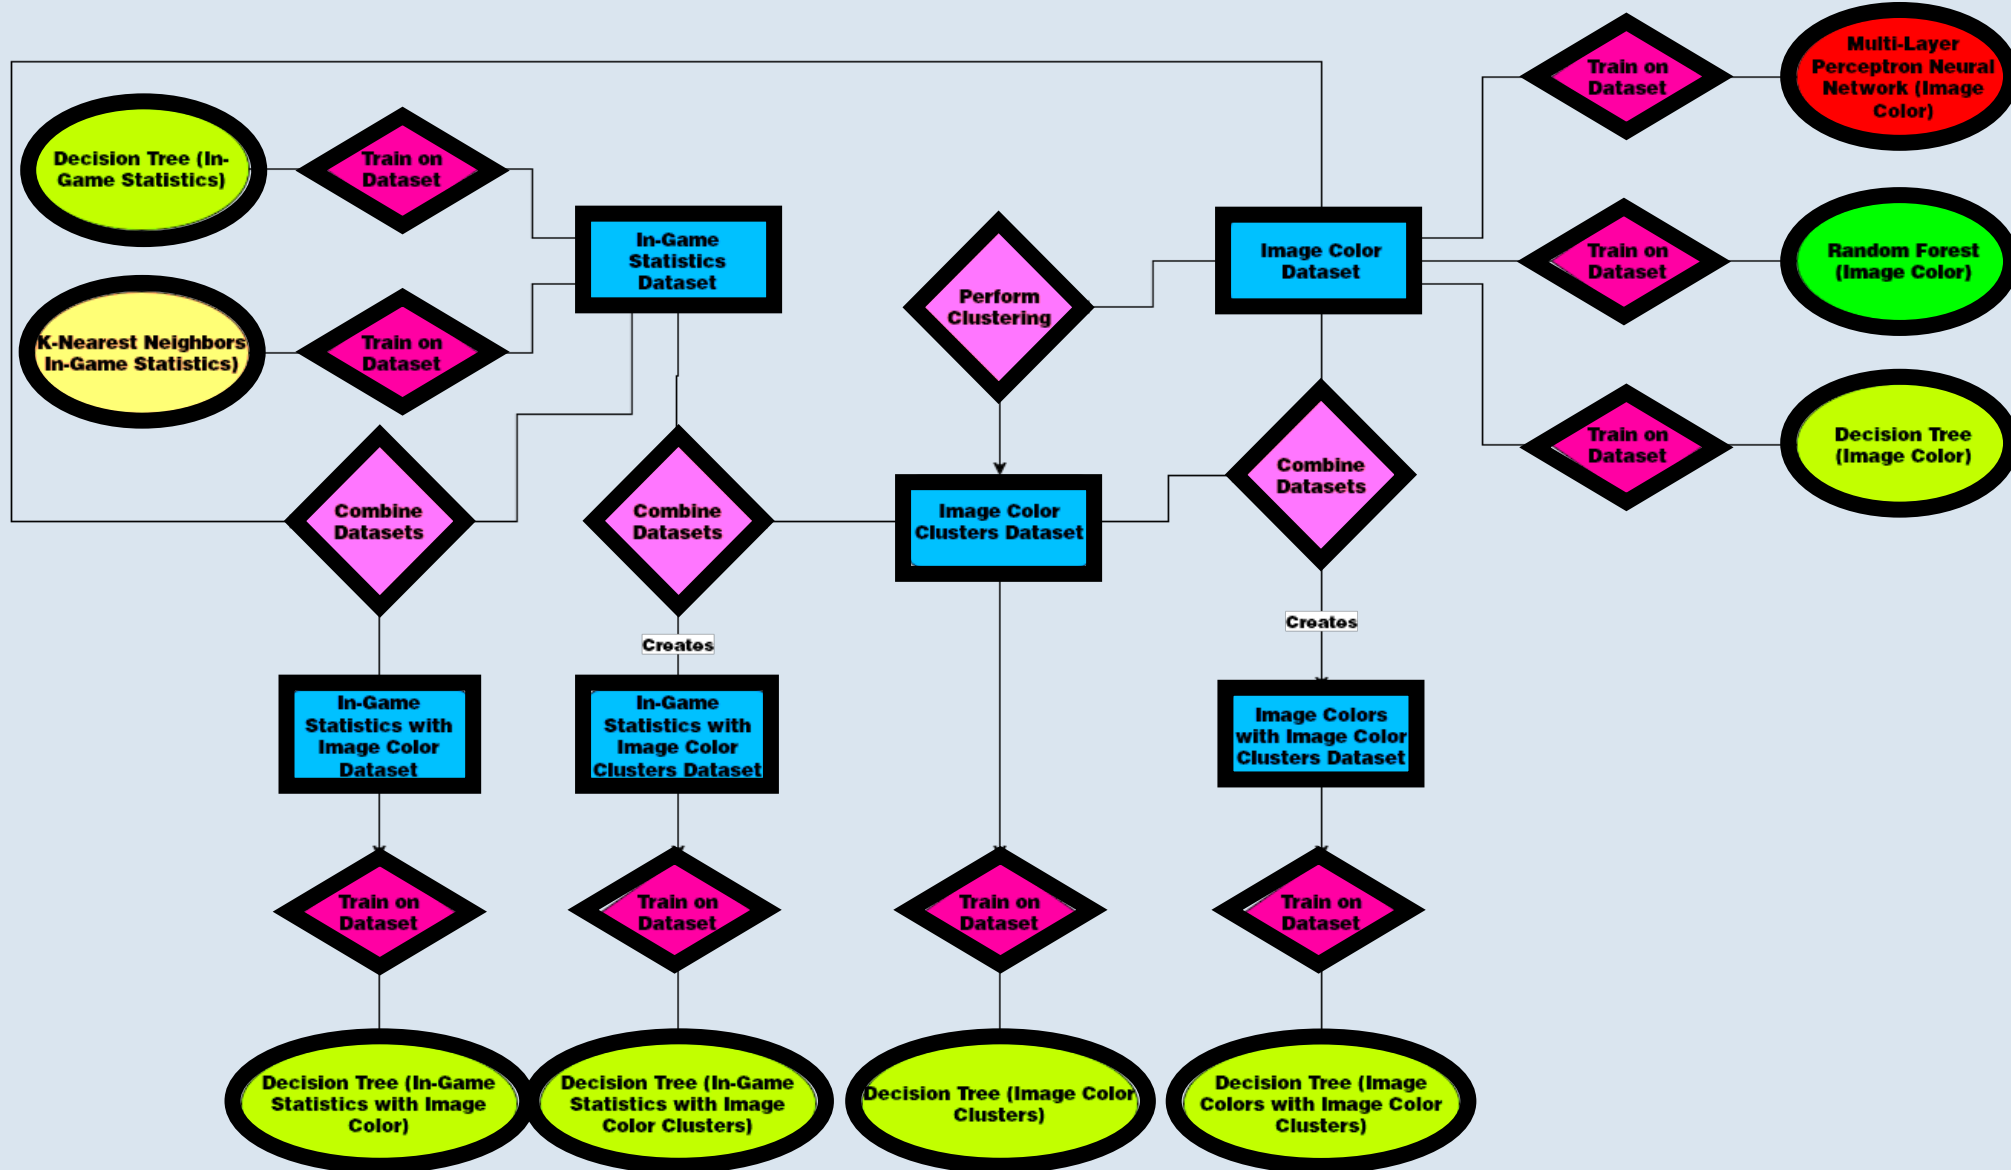 Multi-Layer
Perceptron Neural
Network (Image
Color)
Train on
Dataset
Decision Tree (In-
Game Statistics)
Train on
Dataset
In-Game
Statistics
Dataset
Image Color
Dataset
Train on
Dataset
Random Forest
(Image Color)
Perform
Clustering
K-Nearest Neighbors
In-Game Statistics)
Train on
Dataset
Train on
Dataset
Decision Tree
(Image Color)
Combine
Datasets
Combine
Datasets
Image Color
Clusters Dataset
Combine
Datasets
Creates
Creates
In-Game
Statistics with
Image Color
Dataset
In-Game
Statistics with
Image Color
Clusters Dataset
Image Colors
with Image Color
Clusters Dataset
Train on
Dataset
Train on
Dataset
Train on
Dataset
Train on
Dataset
Decision Tree (In-Game
Statistics with Image
Color)
Decision Tree (In-Game
Statistics with Image
Color Clusters)
Decision Tree (Image Color
Clusters)
Decision Tree (Image
Colors with Image Color
Clusters)